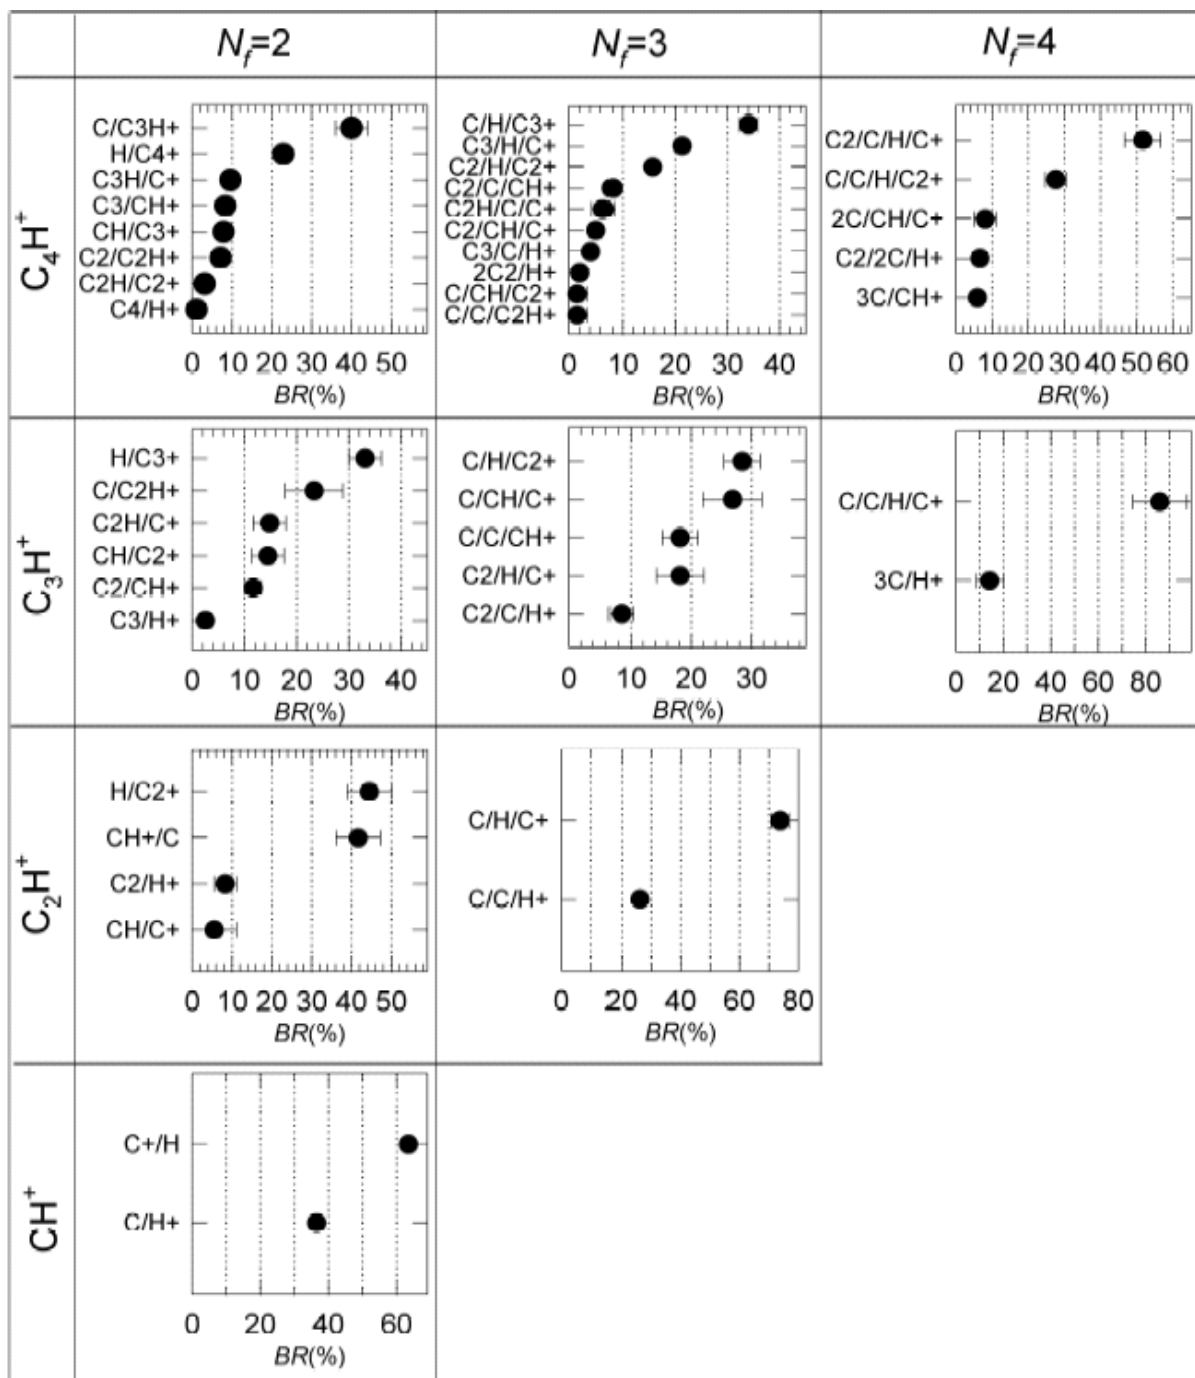 N_f=2
N_f=3
N_f=4
C₄H⁺
C/C3H+
H/C4+
C3H/C+
C3/CH+
CH/C3+
C2/C2H+
C2H/C2+
C4/H+
0 10 20 30 40 50
BR(%)
C/H/C3+
C3/H/C+
C2/H/C2+
C2/C/CH+
C2H/C/C+
C2/CH/C+
C3/C/H+
2C2/H+
C/CH/C2+
C/C/C2H+
0 10 20 30 40
BR(%)
C2/C/H/C+
C/C/H/C2+
2C/CH/C+
C2/2C/H+
3C/CH+
0 10 20 30 40 50 60
BR(%)
C₃H⁺
H/C3+
C/C2H+
C2H/C+
CH/C2+
C2/CH+
C3/H+
0 10 20 30 40
BR(%)
C/H/C2+
C/CH/C+
C/C/CH+
C2/H/C+
C2/C/H+
0 10 20 30
BR(%)
C/C/H/C+
3C/H+
0 20 40 60 80
BR(%)
C₂H⁺
H/C2+
CH+/C
C2/H+
CH/C+
0 10 20 30 40 50
BR(%)
C/H/C+
C/C/H+
0 20 40 60 80
BR(%)
CH⁺
C+/H
C/H+
0 20 40 60
BR(%)